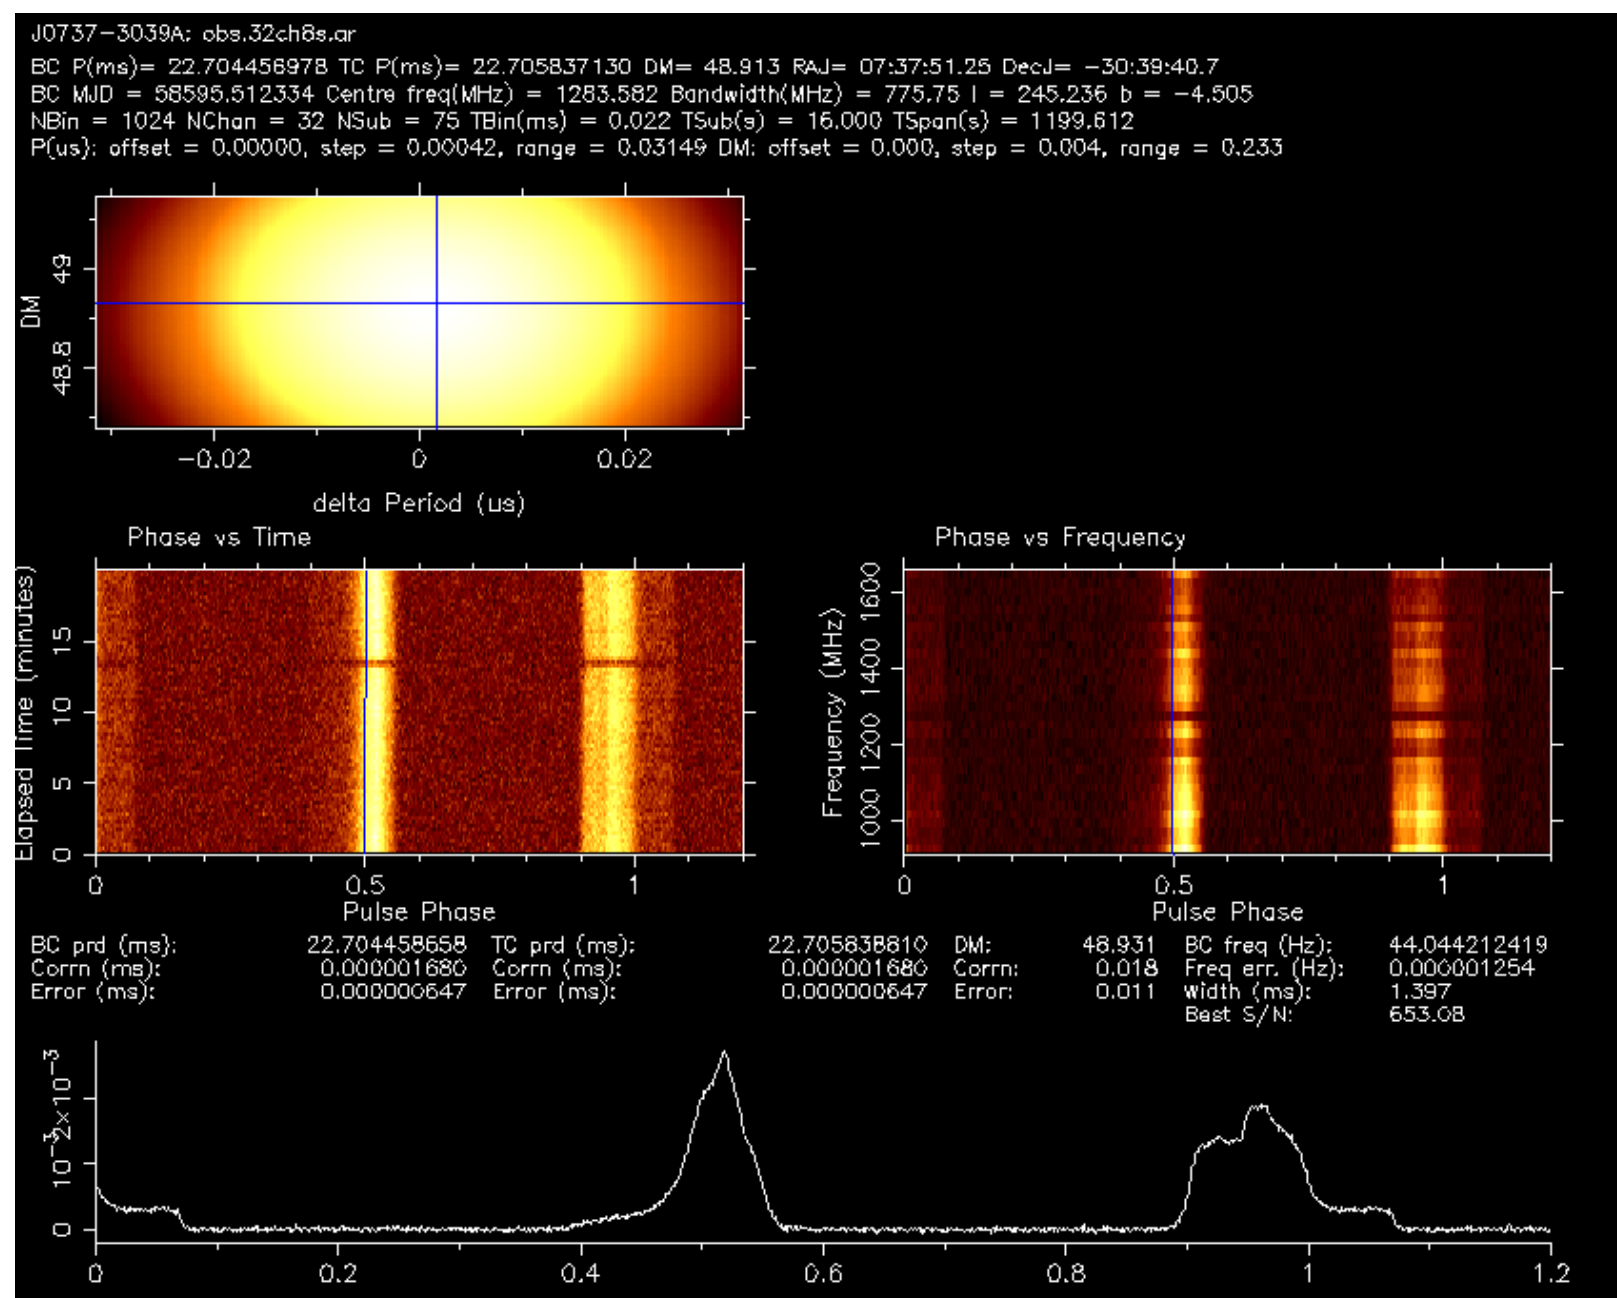 J0737-3039A: obs.32ch8s.ar
BC P(ms)= 22.704456978 TC P(ms)= 22.705837130 DM= 48.913 RAJ= 07:37:51.25 DecJ= -30:39:40.7
BC MJD = 58595.512334 Centre freq(MHz) = 1283.582 Bandwidth(MHz) = 775.75 l = 245.236 b = -4.505
NBin = 1024 NChan = 32 NSub = 75 TBin(ms) = 0.022 TSub(s) = 16.000 TSpan(s) = 1199.612
P(us): offset = 0.00000, step = 0.00042, range = 0.03149 DM: offset = 0.000, step = 0.004, range = 0.233
DM
49
48.8
-0.02 0 0.02
delta Period (us)
Phase vs Time
Elapsed Time (minutes)
15
10
5
0
0 0.5 1
Pulse Phase
Phase vs Frequency
Frequency (MHz)
1600
1400
1200
1000
0 0.5 1
Pulse Phase
BC prd (ms): 22.704458658 TC prd (ms): 22.705838810 DM: 48.931 BC freq (Hz): 44.044212419
Corrn (ms): 0.000001680 Corrn (ms): 0.000001680 Corrn: 0.018 Freq err. (Hz): 0.000001254
Error (ms): 0.000000647 Error (ms): 0.000000647 Error: 0.011 Width (ms): 1.397
Best S/N: 653.08
2×10−3
10−3
0
0 0.2 0.4 0.6 0.8 1 1.2